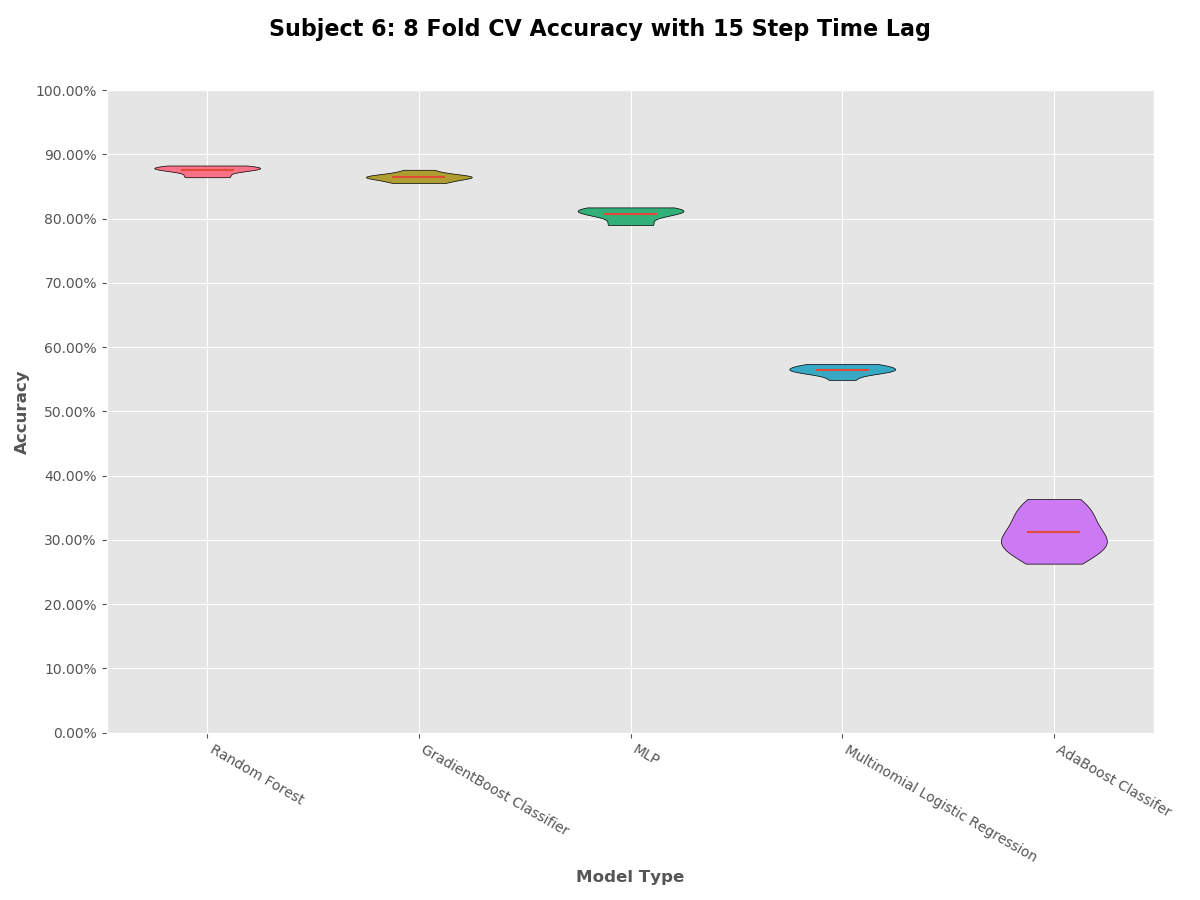 Subject 6: 8 Fold CV Accuracy with 15 Step Time Lag
100.00%
90.00%
80.00%
70.00%
60.00%
50.00%
40.00%
30.00%
20.00%
10.00%
0.00%
Accuracy
Random Forest
GradientBoost Classifier
MLP
Multinomial Logistic Regression
AdaBoost Classifer
Model Type